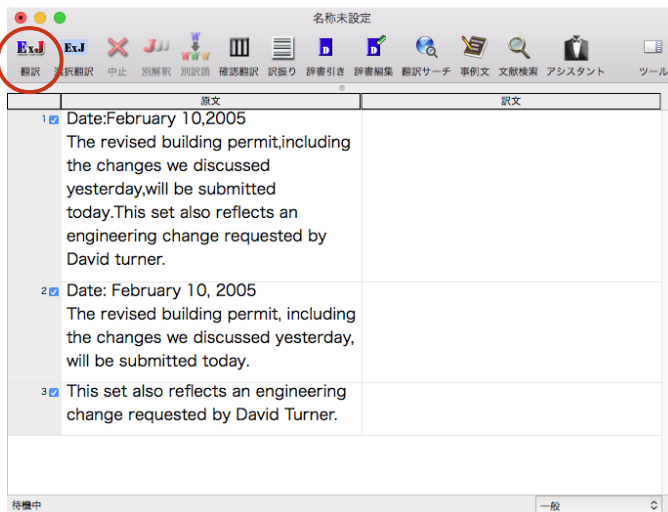 名称未設定
ExJ ExJ J W WWW D D
翻訳 選択翻訳 中止 別解釈 別訳語 確認翻訳 訳振り 辞書引き 辞書編集 翻訳サーチ 事例文 文献検索 アシスタント ツール
原文 訳文
1 Date:February 10,2005
The revised building permit,including
the changes we discussed
yesterday,will be submitted
today.This set also reflects an
engineering change requested by
David turner.
2 Date: February 10, 2005
The revised building permit, including
the changes we discussed yesterday,
will be submitted today.
3 This set also reflects an engineering
change requested by David Turner.
待機中 一般